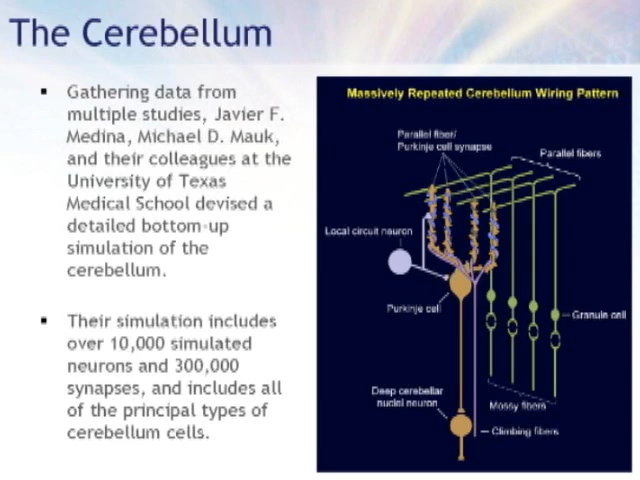 The Cerebellum
Gathering data from
multiple studies, Javier F.
Medina, Michael D. Mauk,
and their colleagues at the
University of Texas
Medical School devised a
detailed bottom-up
simulation of the
cerebellum.
Their simulation includes
over 10,000 simulated
neurons and 300,000
synapses, and includes all
of the principal types of
cerebellum cells.
Massively Repeated Cerebellum Wiring Pattern
Parallel fiber/
Purkinje cell synapse
Parallel fibers
Local circuit neuron
Purkinje cell
Granule cell
Deep cerebellar
nuclei neuron
Mossy fibers
Climbing fibers